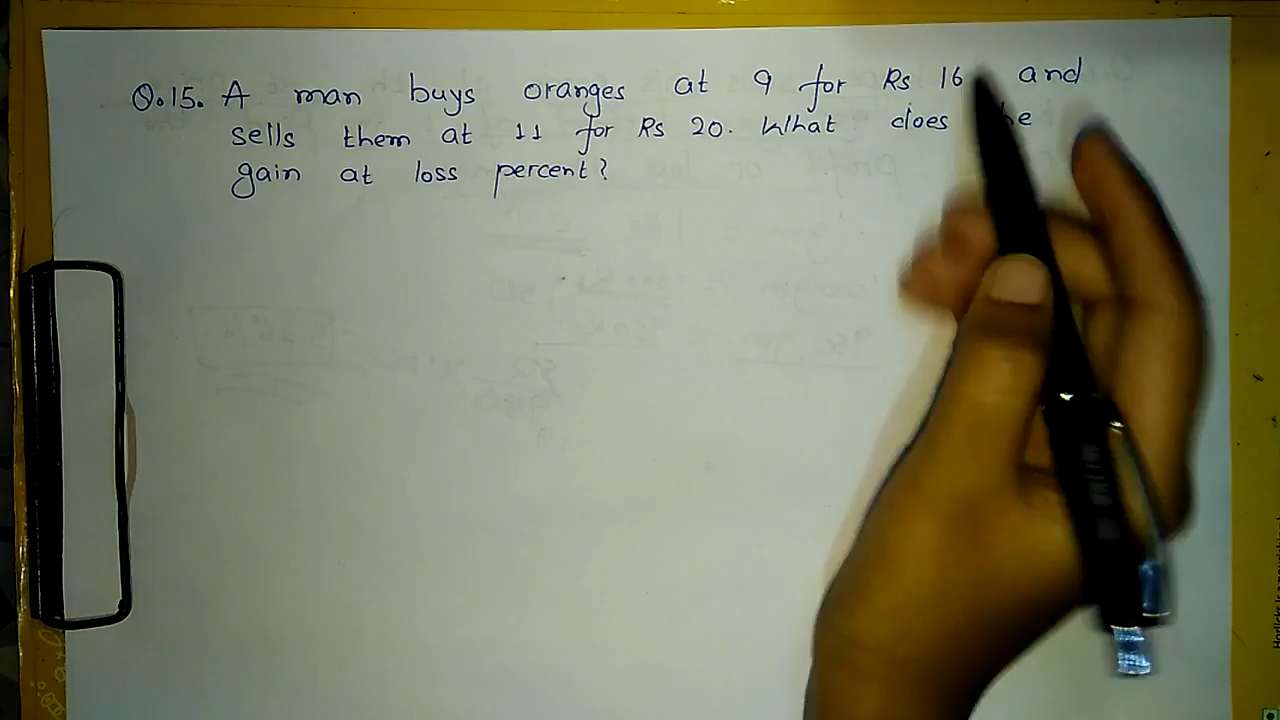 Q.15. A man buys oranges at 9 for Rs 16 and
sells them at 11 for Rs 20. What does he
gain at loss percent?